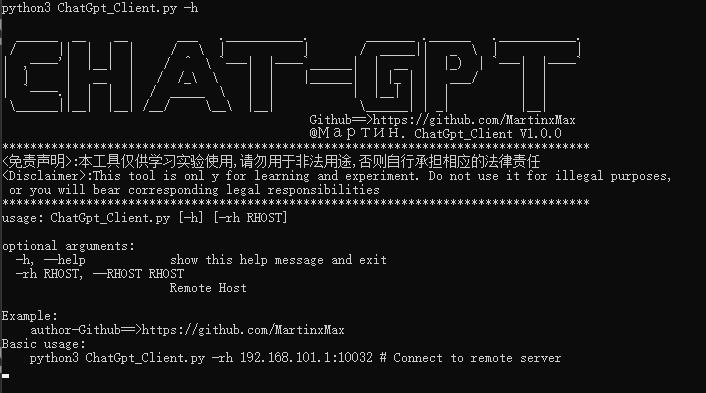 python3 ChatGpt_Client.py -h
CHAT-GPT
Github==>https://github.com/MartinxMax
@Мартин. ChatGpt_Client V1.0.0
************************************************************************************
<免责声明>:本工具仅供学习实验使用,请勿用于非法用途,否则自行承担相应的法律责任
<Disclaimer>:This tool is onl y for learning and experiment. Do not use it for illegal purposes,
or you will bear corresponding legal responsibilities
************************************************************************************
usage: ChatGpt_Client.py [-h] [-rh RHOST]
optional arguments:
-h, --help            show this help message and exit
-rh RHOST, --RHOST RHOST
Remote Host
Example:
author-Github==>https://github.com/MartinxMax
Basic usage:
python3 ChatGpt_Client.py -rh 192.168.101.1:10032 # Connect to remote server